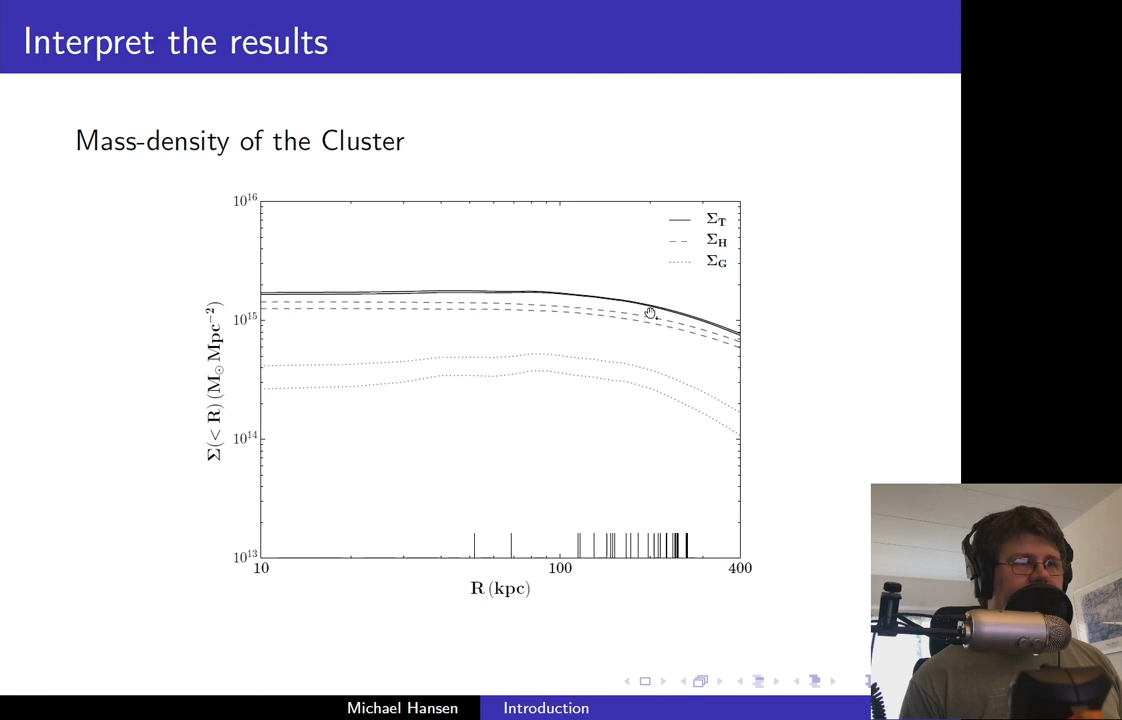 Interpret the results
Mass-density of the Cluster
10^16
10^15
10^14
10^13
Σ(< R) (M⊙Mpc⁻²)
Σ_T
Σ_H
Σ_G
10 100 400
R (kpc)
Michael Hansen Introduction